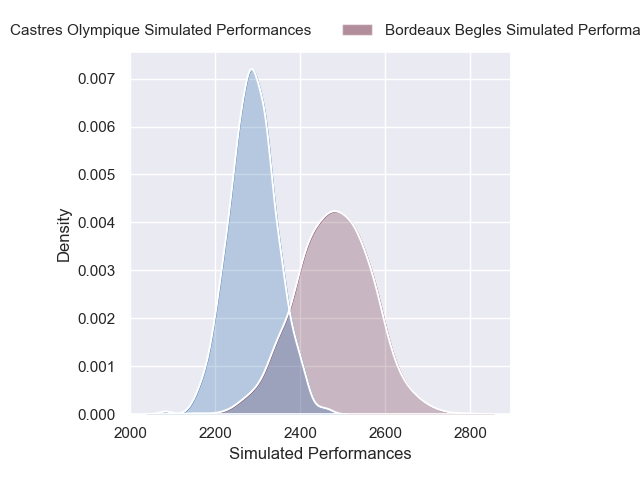 Castres Olympique Simulated Performances
Bordeaux Begles Simulated Performa
0.007
0.006
0.005
0.004
0.003
0.002
0.001
0.000
Density
2000 2200 2400 2600 2800
Simulated Performances